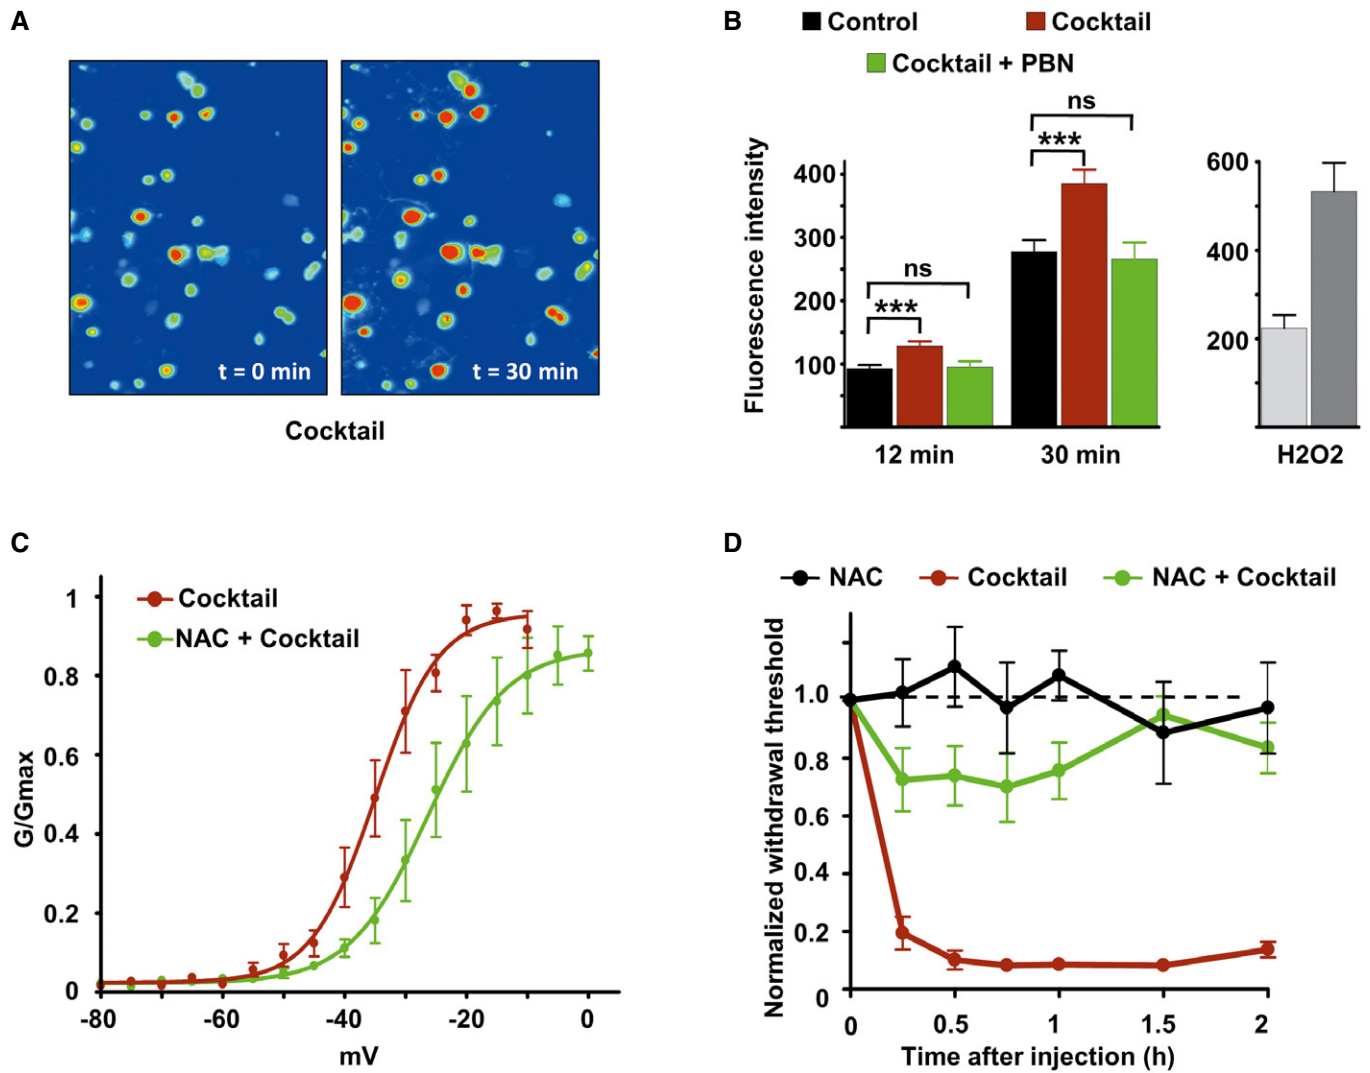 A
t = 0 min
t = 30 min
Cocktail
B
Control
Cocktail
Cocktail + PBN
Fluorescence intensity
400
300
200
100
***
ns
***
ns
12 min
30 min
600
400
200
H2O2
C
Cocktail
NAC + Cocktail
G/Gmax
1
0.8
0.6
0.4
0.2
0
-80
-60
-40
-20
0
mV
D
NAC
Cocktail
NAC + Cocktail
Normalized withdrawal threshold
1.0
0.8
0.6
0.4
0.2
0
0
0.5
1
1.5
2
Time after injection (h)